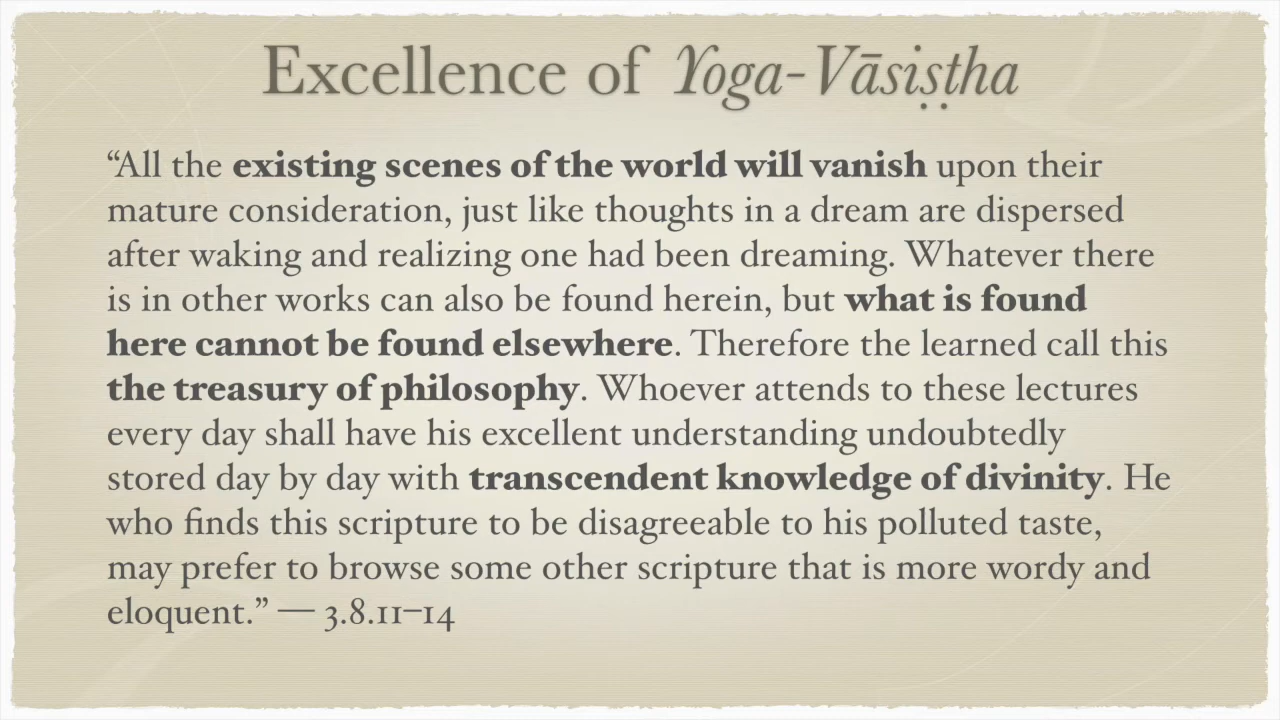 Excellence of Yoga-Vāsiṣṭha
“All the existing scenes of the world will vanish upon their
mature consideration, just like thoughts in a dream are dispersed
after waking and realizing one had been dreaming. Whatever there
is in other works can also be found herein, but what is found
here cannot be found elsewhere. Therefore the learned call this
the treasury of philosophy. Whoever attends to these lectures
every day shall have his excellent understanding undoubtedly
stored day by day with transcendent knowledge of divinity. He
who finds this scripture to be disagreeable to his polluted taste,
may prefer to browse some other scripture that is more wordy and
eloquent.” — 3.8.11–14